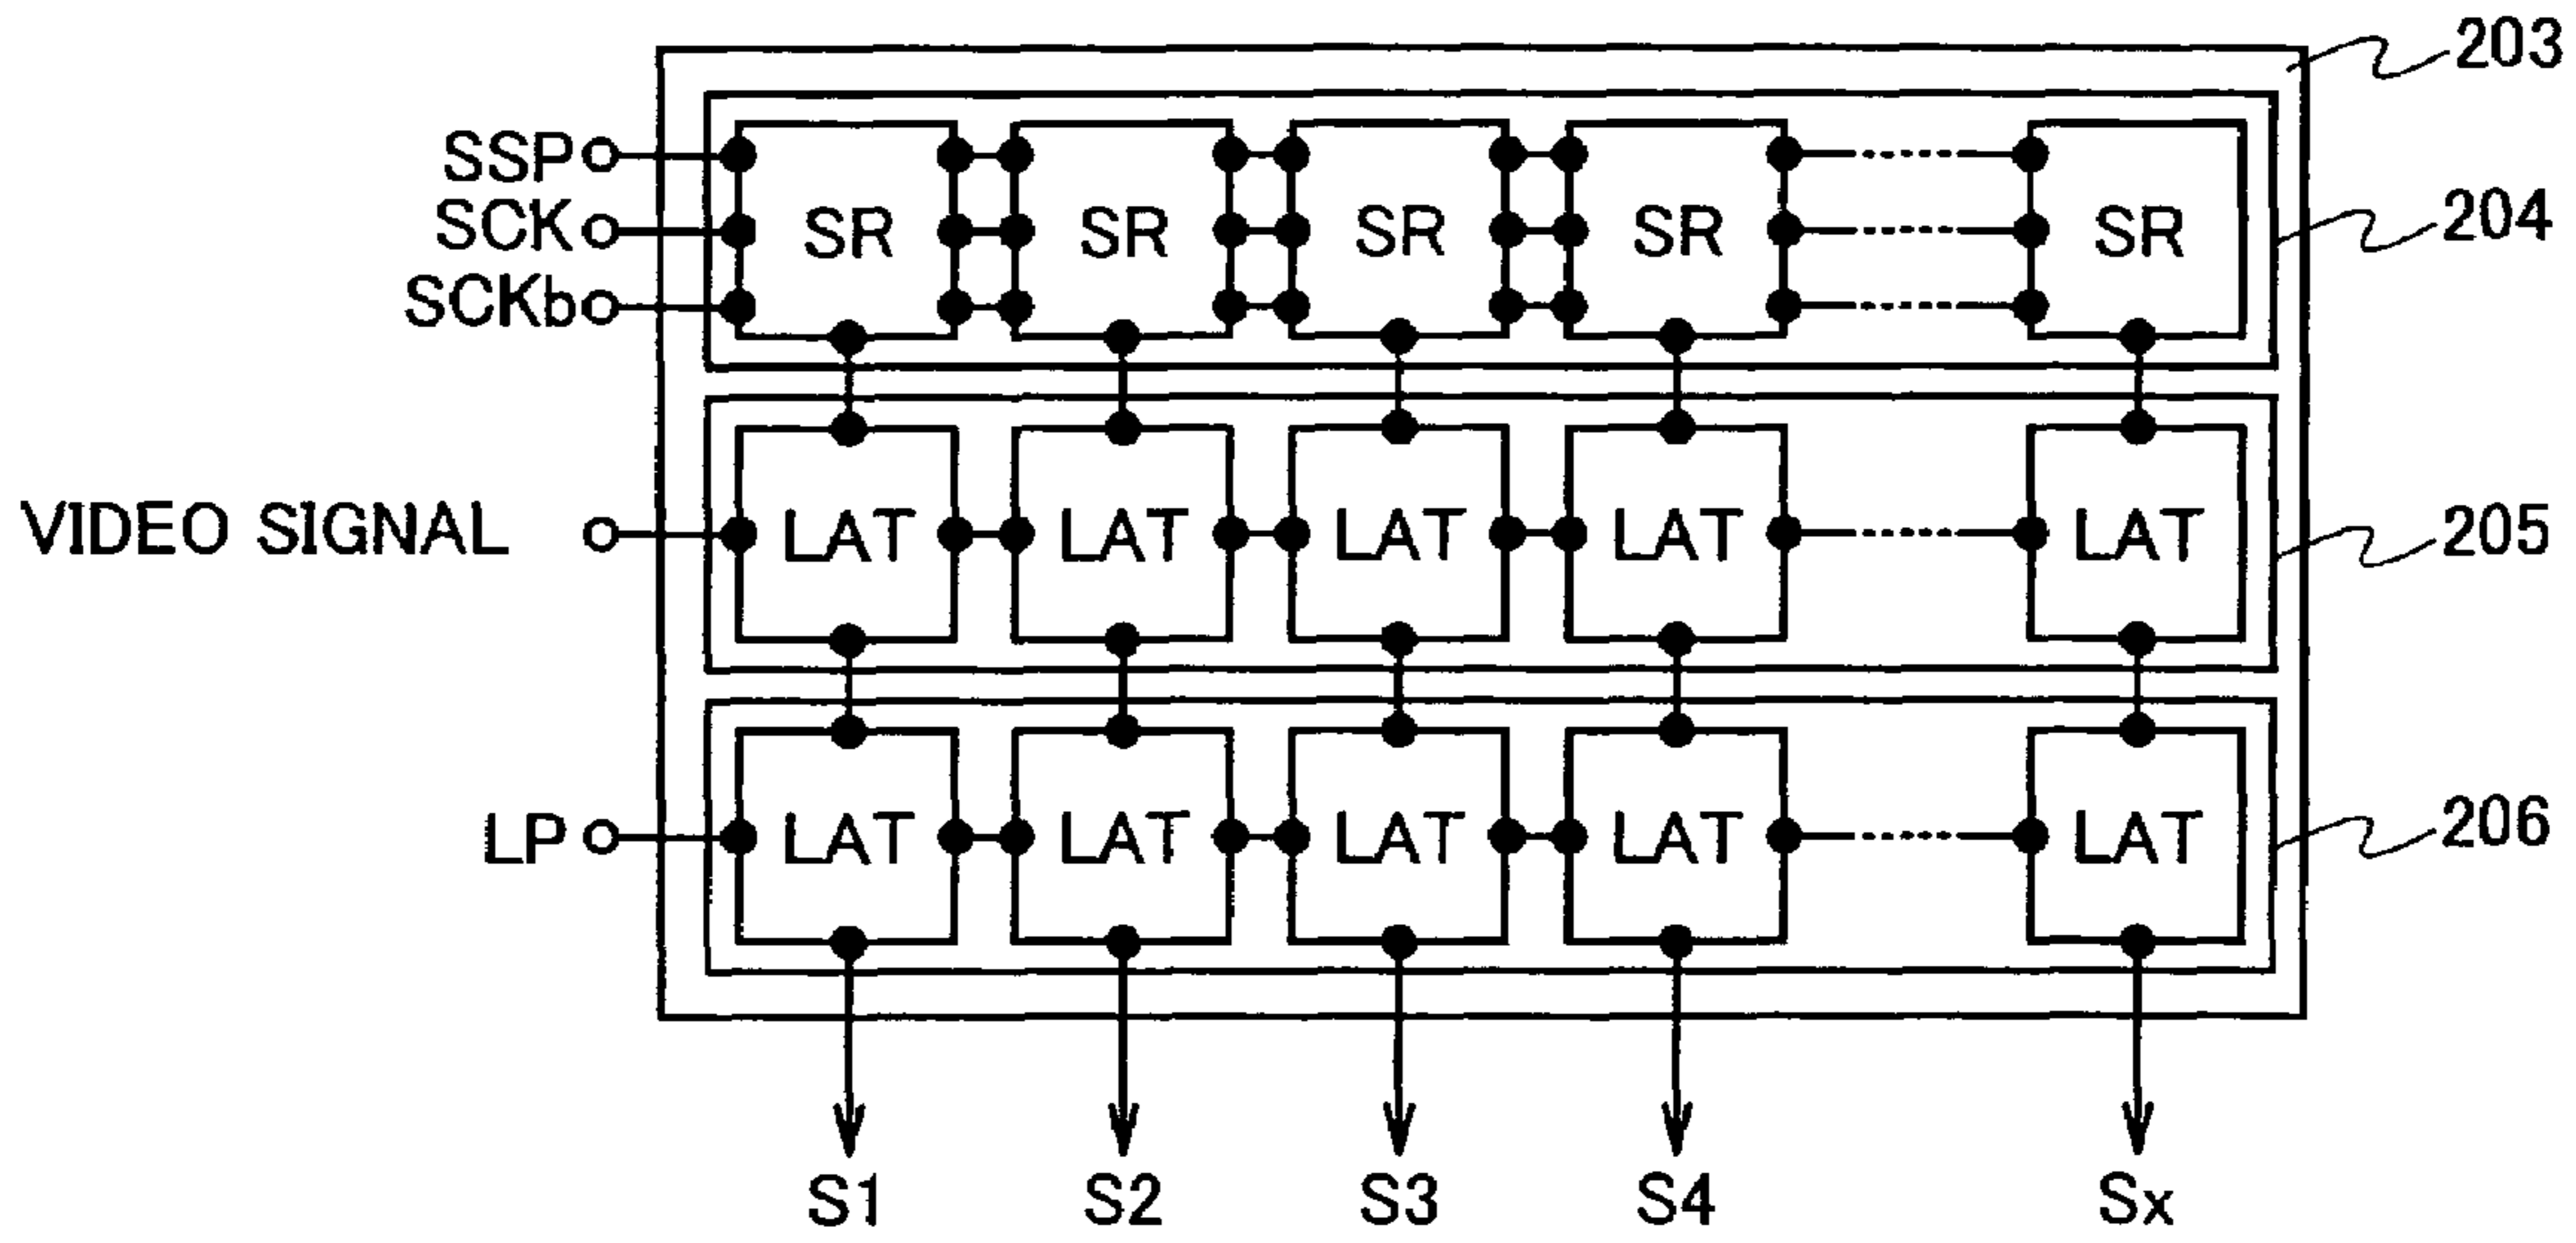 203
SSP
SCK
SCKb
SR SR SR SR SR
204
VIDEO SIGNAL
LAT LAT LAT LAT LAT
205
LP
LAT LAT LAT LAT LAT
206
S1 S2 S3 S4 Sx